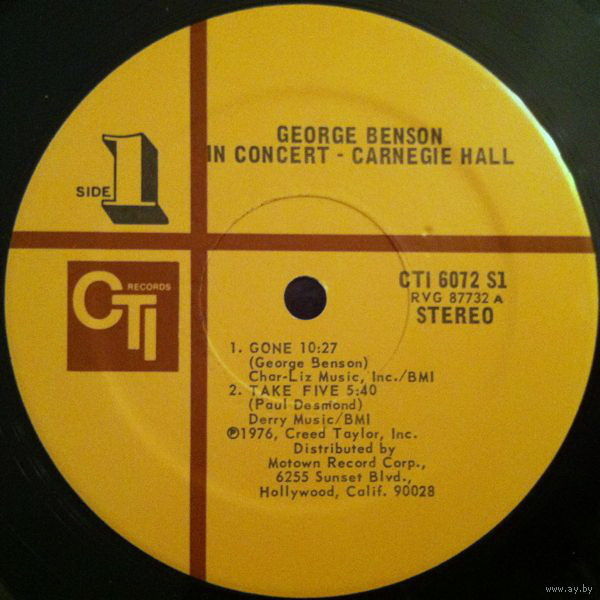 GEORGE BENSON
IN CONCERT - CARNEGIE HALL
SIDE 1
CTI RECORDS
CTI 6072 S1
RVG 87732 A
STEREO
1. GONE 10:27
(George Benson)
Char-Liz Music, Inc./BMI
2. TAKE FIVE 5:40
(Paul Desmond)
Derry Music/BMI
℗1976, Creed Taylor, Inc.
Distributed by
Motown Record Corp.,
6255 Sunset Blvd.,
Hollywood, Calif. 90028
www.ay.by